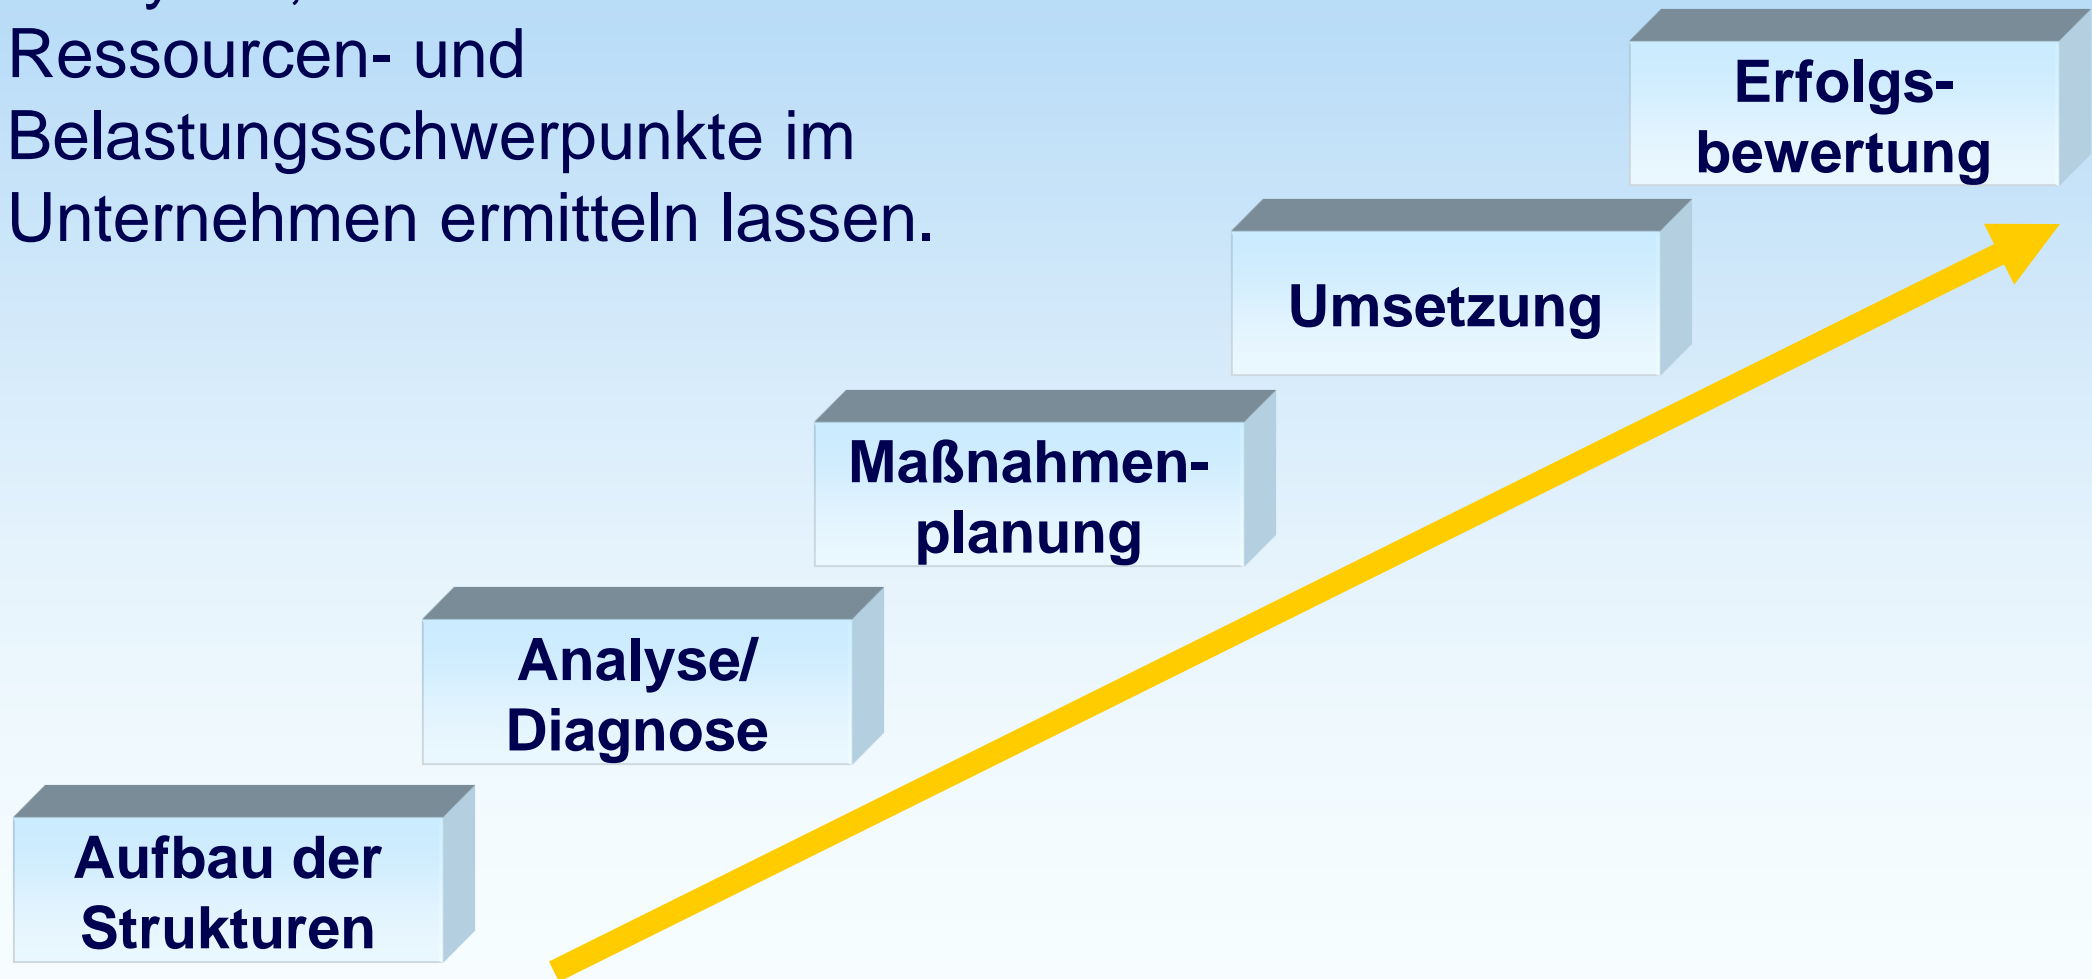 Ressourcen- und
Belastungsschwerpunkte im
Unternehmen ermitteln lassen.
Erfolgs-
bewertung
Umsetzung
Maßnahmen-
planung
Analyse/
Diagnose
Aufbau der
Strukturen